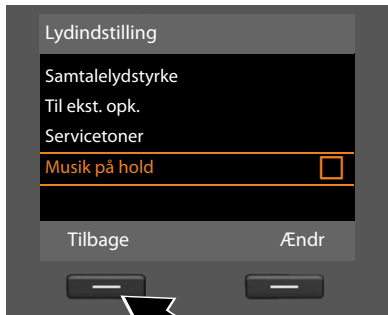 Lydindstilling
Samtalelydstyrke
Til ekst. opk.
Servicetoner
Musik på hold
Tilbage Ændr